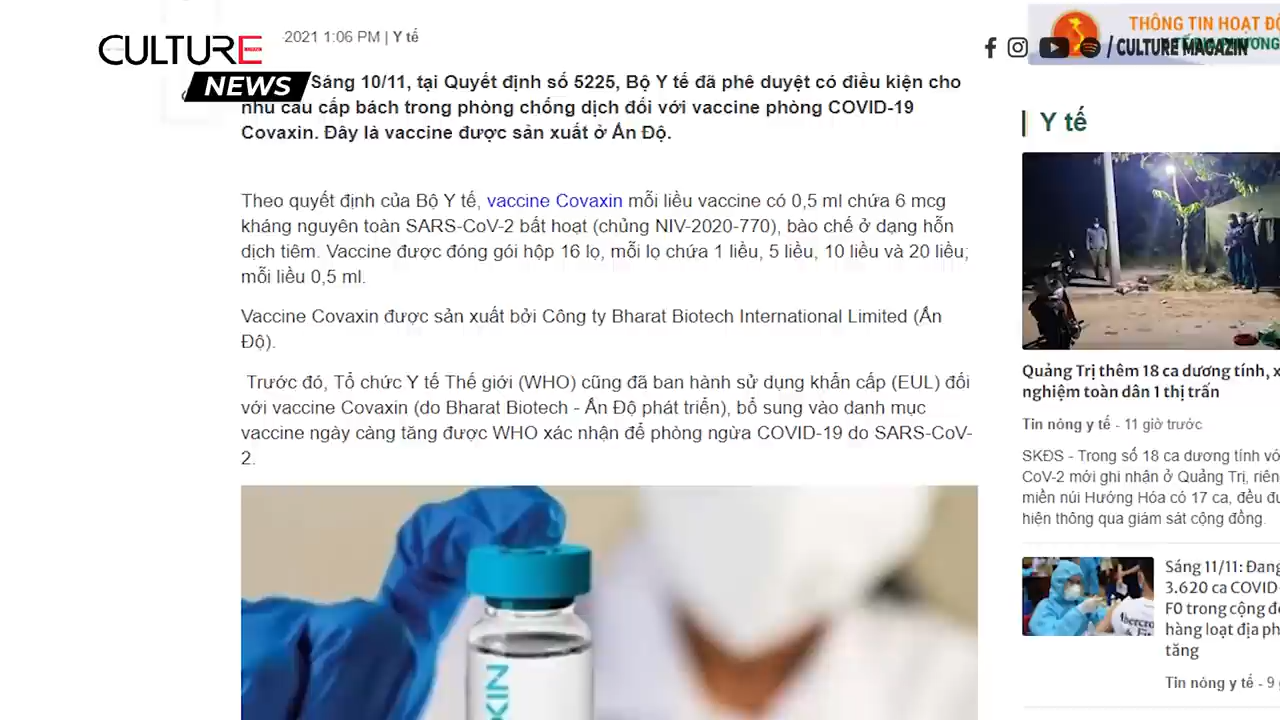 CULTURE
NEWS
2021 1:06 PM | Y tế
Sáng 10/11, tại Quyết định số 5225, Bộ Y tế đã phê duyệt có điều kiện cho
nhu cầu cấp bách trong phòng chống dịch đối với vaccine phòng COVID-19
Covaxin. Đây là vaccine được sản xuất ở Ấn Độ.
Theo quyết định của Bộ Y tế, vaccine Covaxin mỗi liều vaccine có 0,5 ml chứa 6 mcg
kháng nguyên toàn SARS-CoV-2 bất hoạt (chủng NIV-2020-770), bào chế ở dạng hỗn
dịch tiêm. Vaccine được đóng gói hộp 16 lọ, mỗi lọ chứa 1 liều, 5 liều, 10 liều và 20 liều;
mỗi liều 0,5 ml.
Vaccine Covaxin được sản xuất bởi Công ty Bharat Biotech International Limited (Ấn
Độ).
Trước đó, Tổ chức Y tế Thế giới (WHO) cũng đã ban hành sử dụng khẩn cấp (EUL) đối
với vaccine Covaxin (do Bharat Biotech - Ấn Độ phát triển), bổ sung vào danh mục
vaccine ngày càng tăng được WHO xác nhận để phòng ngừa COVID-19 do SARS-CoV-
2.
XIN
THÔNG TIN HOẠT ĐỘ
/ CULTURE MAGAZIN
Y tế
Quảng Trị thêm 18 ca dương tính, x
nghiệm toàn dân 1 thị trấn
Tin nóng y tế - 11 giờ trước
SKĐS - Trong số 18 ca dương tính vớ
CoV-2 mới ghi nhận ở Quảng Trị, riên
miền núi Hướng Hóa có 17 ca, đều đư
hiện thông qua giám sát cộng đồng.
Sáng 11/11: Đang
3.620 ca COVID
F0 trong cộng đồ
hàng loạt địa ph
tăng
Tin nóng y tế - 9 g